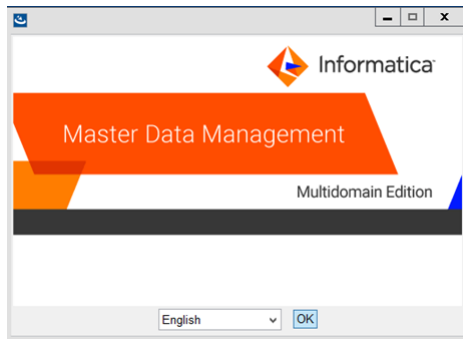 Informatica
Master Data Management
Multidomain Edition
English
OK